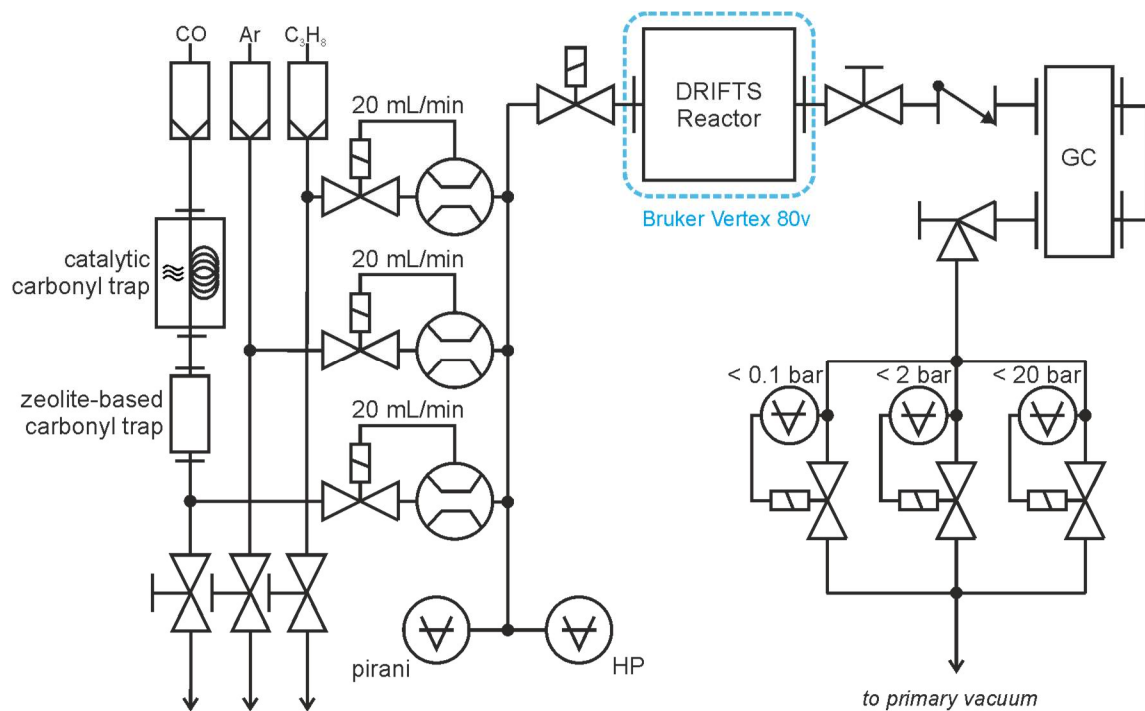 CO
Ar
C₃H₈
20 mL/min
DRIFTS
Reactor
GC
Bruker Vertex 80v
catalytic
carbonyl trap
20 mL/min
zeolite-based
carbonyl trap
20 mL/min
< 0.1 bar
< 2 bar
< 20 bar
pirani
HP
to primary vacuum